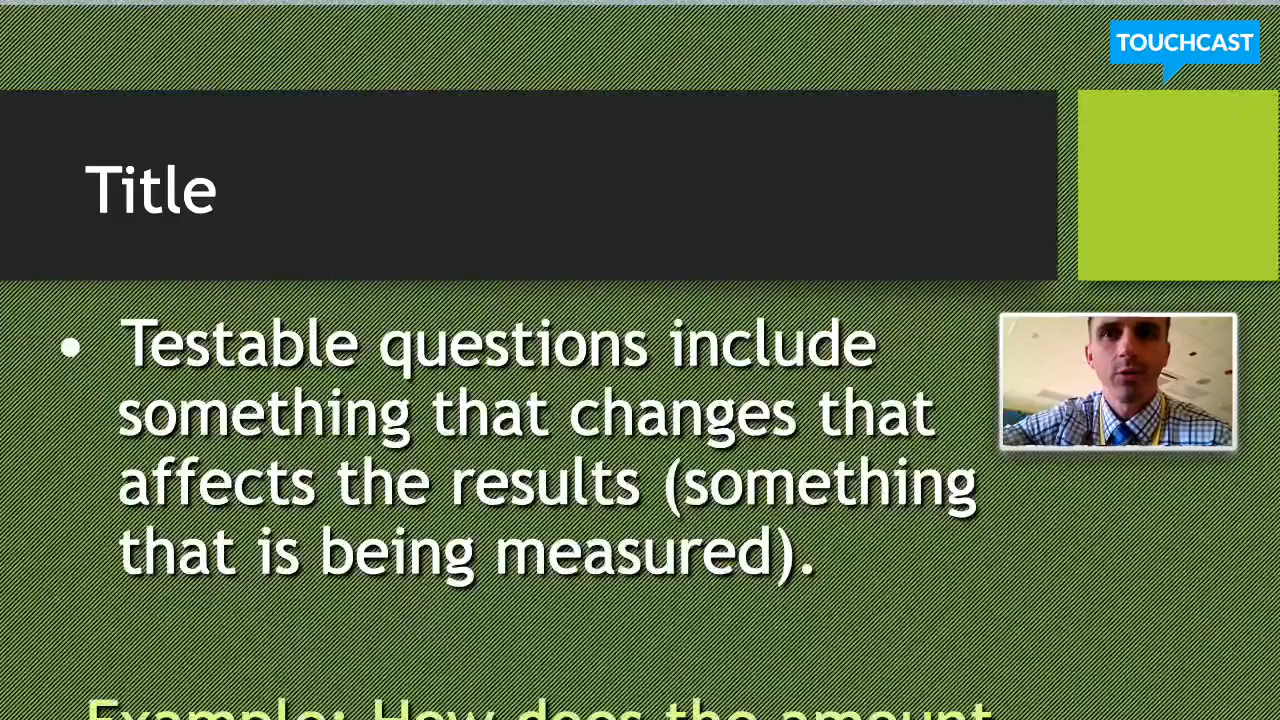 TOUCHCAST
Title
• Testable questions include
something that changes that
affects the results (something
that is being measured).
Example: How does the amount